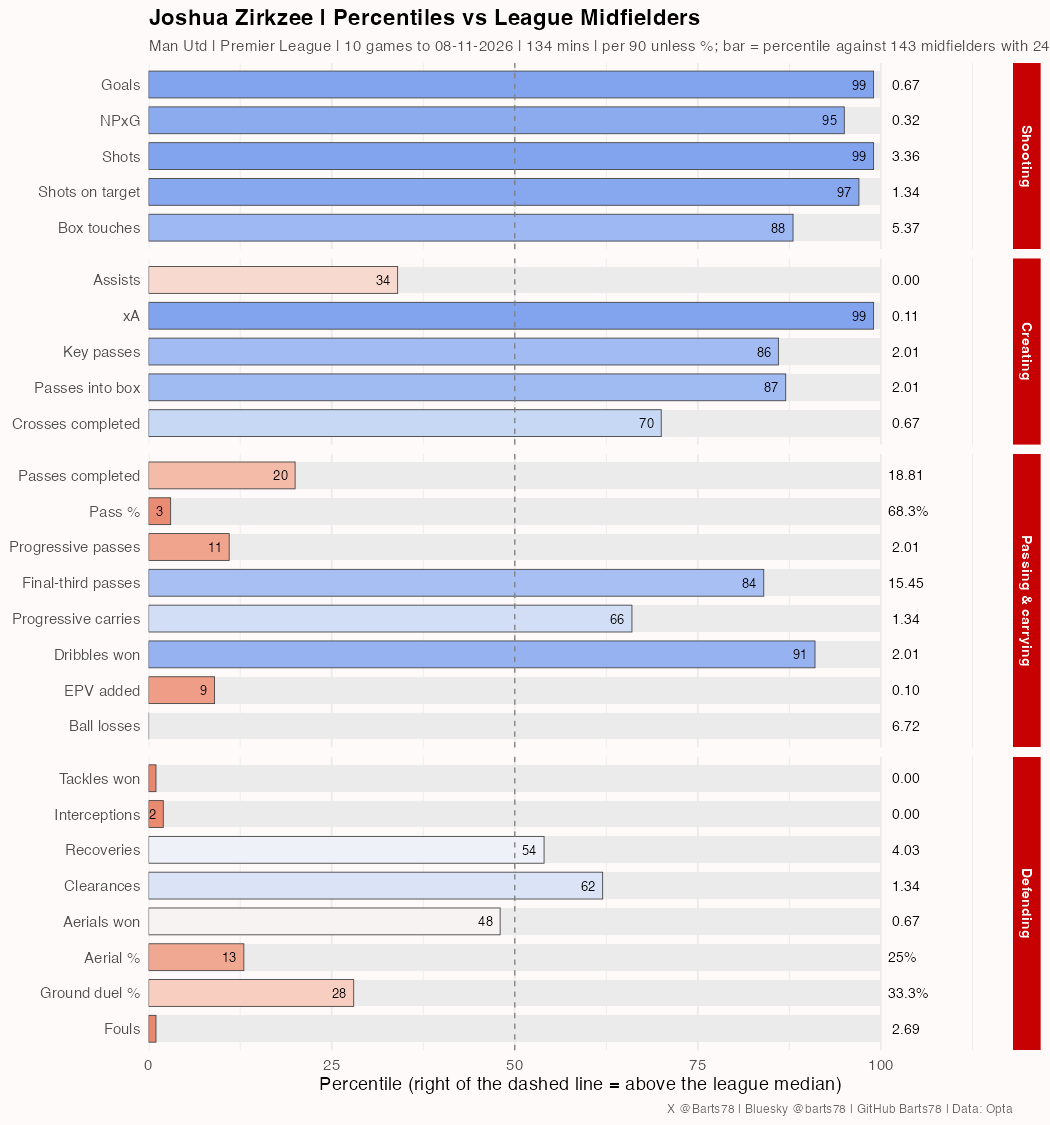 Joshua Zirkzee | Percentiles vs League Midfielders
Man Utd | Premier League | 10 games to 08-11-2026 | 134 mins | per 90 unless %; bar = percentile against 143 midfielders with 24
Goals 99 0.67
NPxG 95 0.32
Shots 99 3.36
Shots on target 97 1.34
Box touches 88 5.37
Shooting
Assists 34 0.00
xA 99 0.11
Key passes 86 2.01
Passes into box 87 2.01
Crosses completed 70 0.67
Creating
Passes completed 20 18.81
Pass % 3 68.3%
Progressive passes 11 2.01
Final-third passes 84 15.45
Progressive carries 66 1.34
Dribbles won 91 2.01
EPV added 9 0.10
Ball losses 6.72
Passing & carrying
Tackles won 0.00
Interceptions 2 0.00
Recoveries 54 4.03
Clearances 62 1.34
Aerials won 48 0.67
Aerial % 13 25%
Ground duel % 28 33.3%
Fouls 2.69
Defending
0 25 50 75 100
Percentile (right of the dashed line = above the league median)
X @Barts78 | Bluesky @barts78 | GitHub Barts78 | Data: Opta